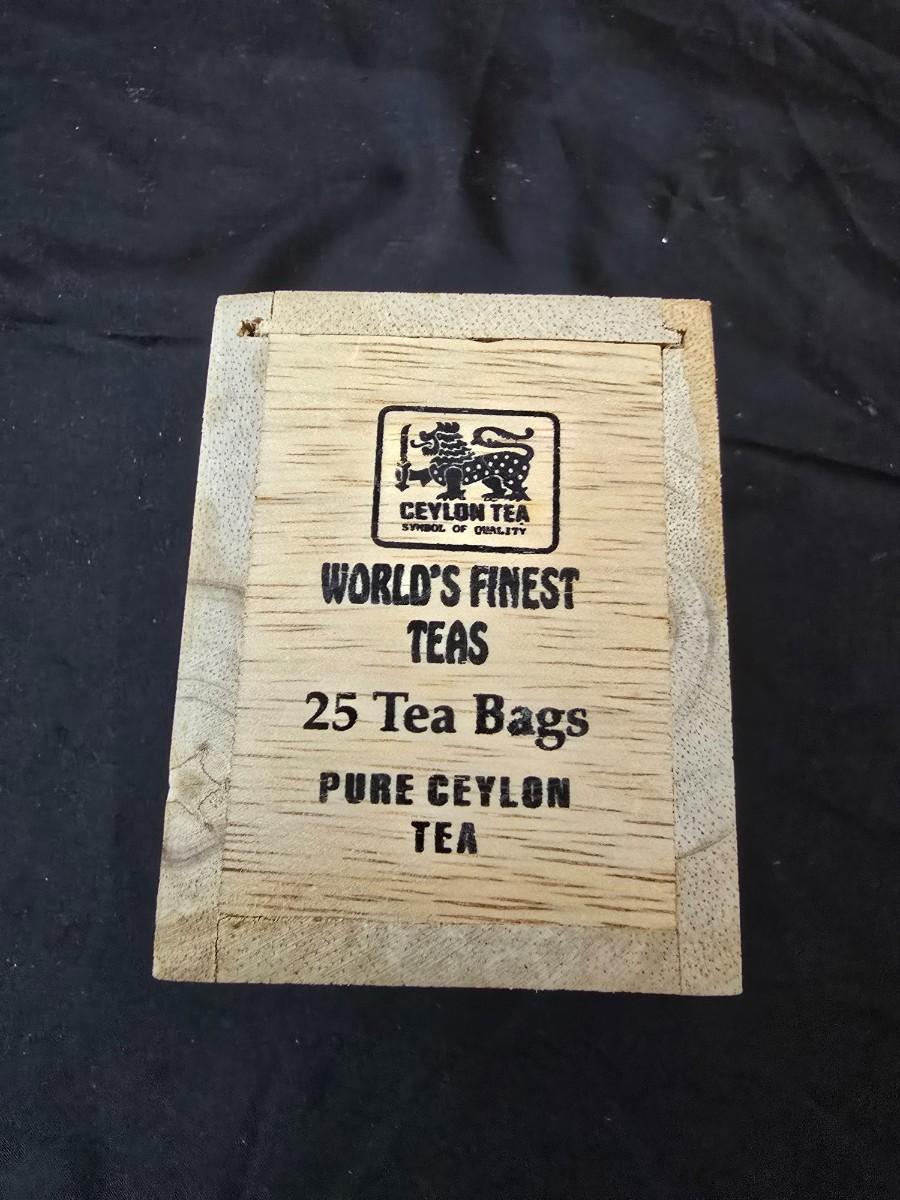 CEYLON TEA
SYMBOL OF QUALITY
WORLD'S FINEST
TEAS
25 Tea Bags
PURE CEYLON
TEA